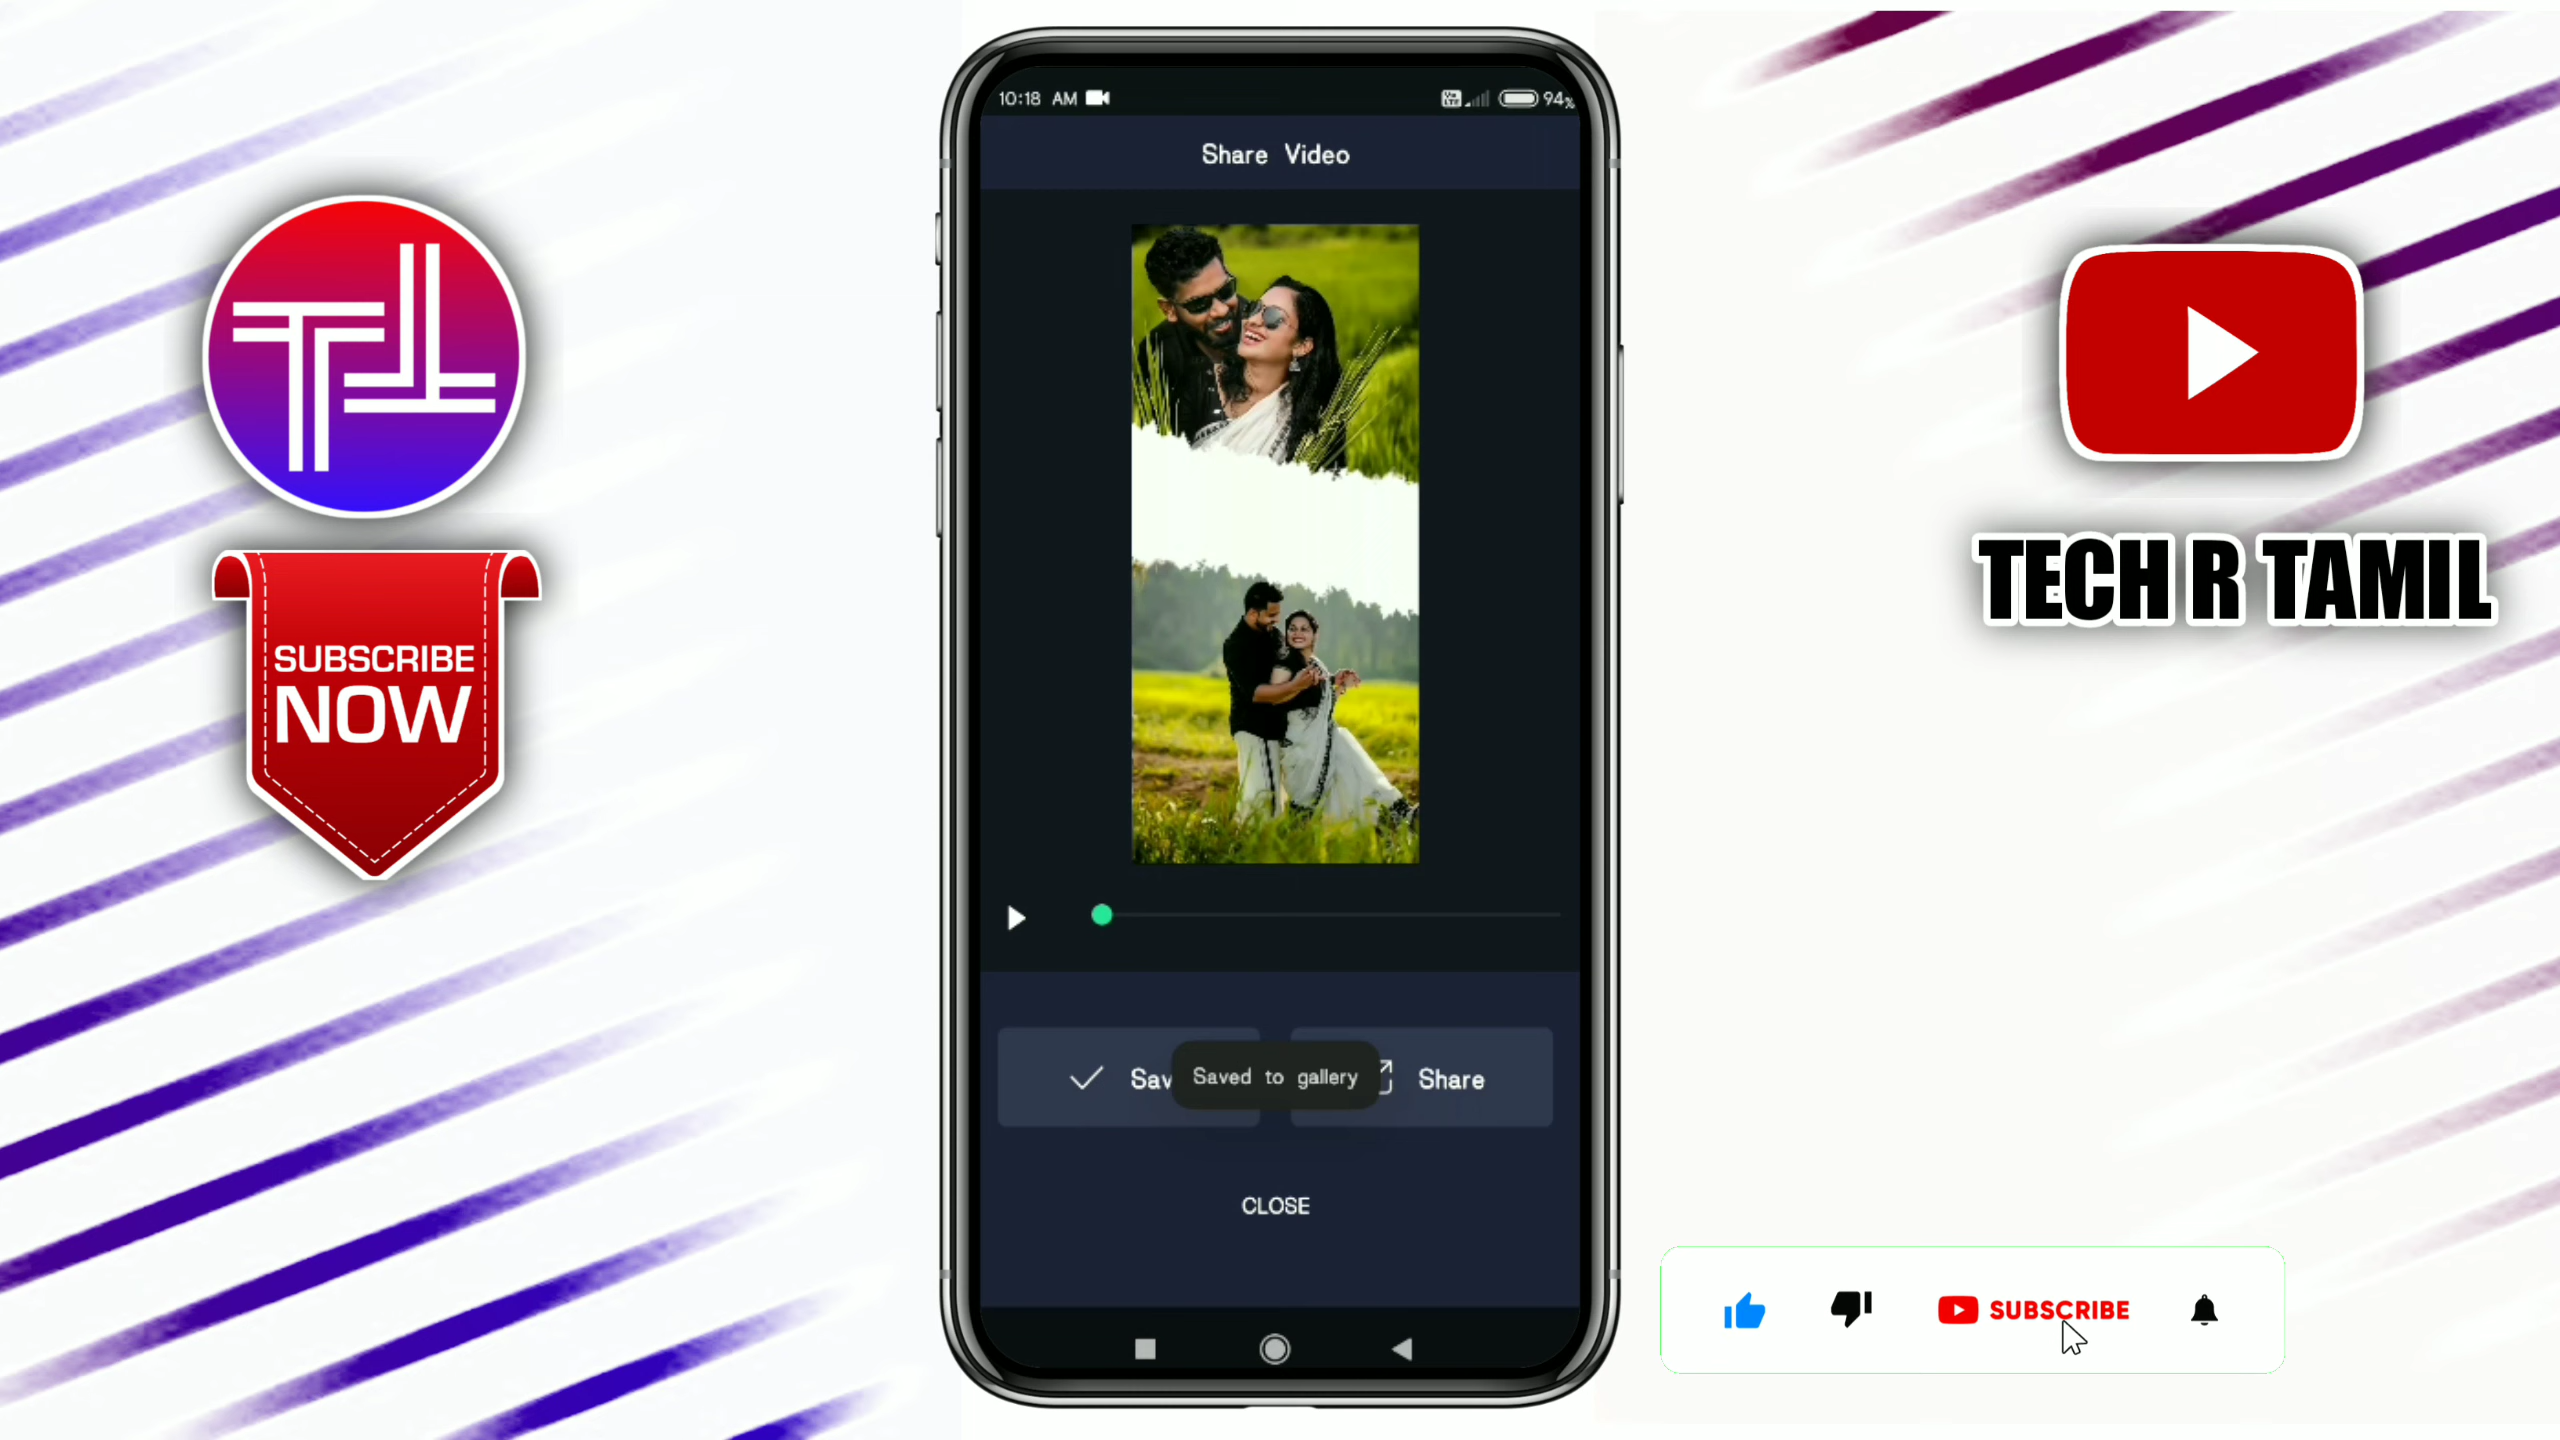 10:18 AM
94%
Share Video
SUBSCRIBE
NOW
TECH R TAMIL
Sav
Saved to gallery
Share
CLOSE
SUBSCRIBE